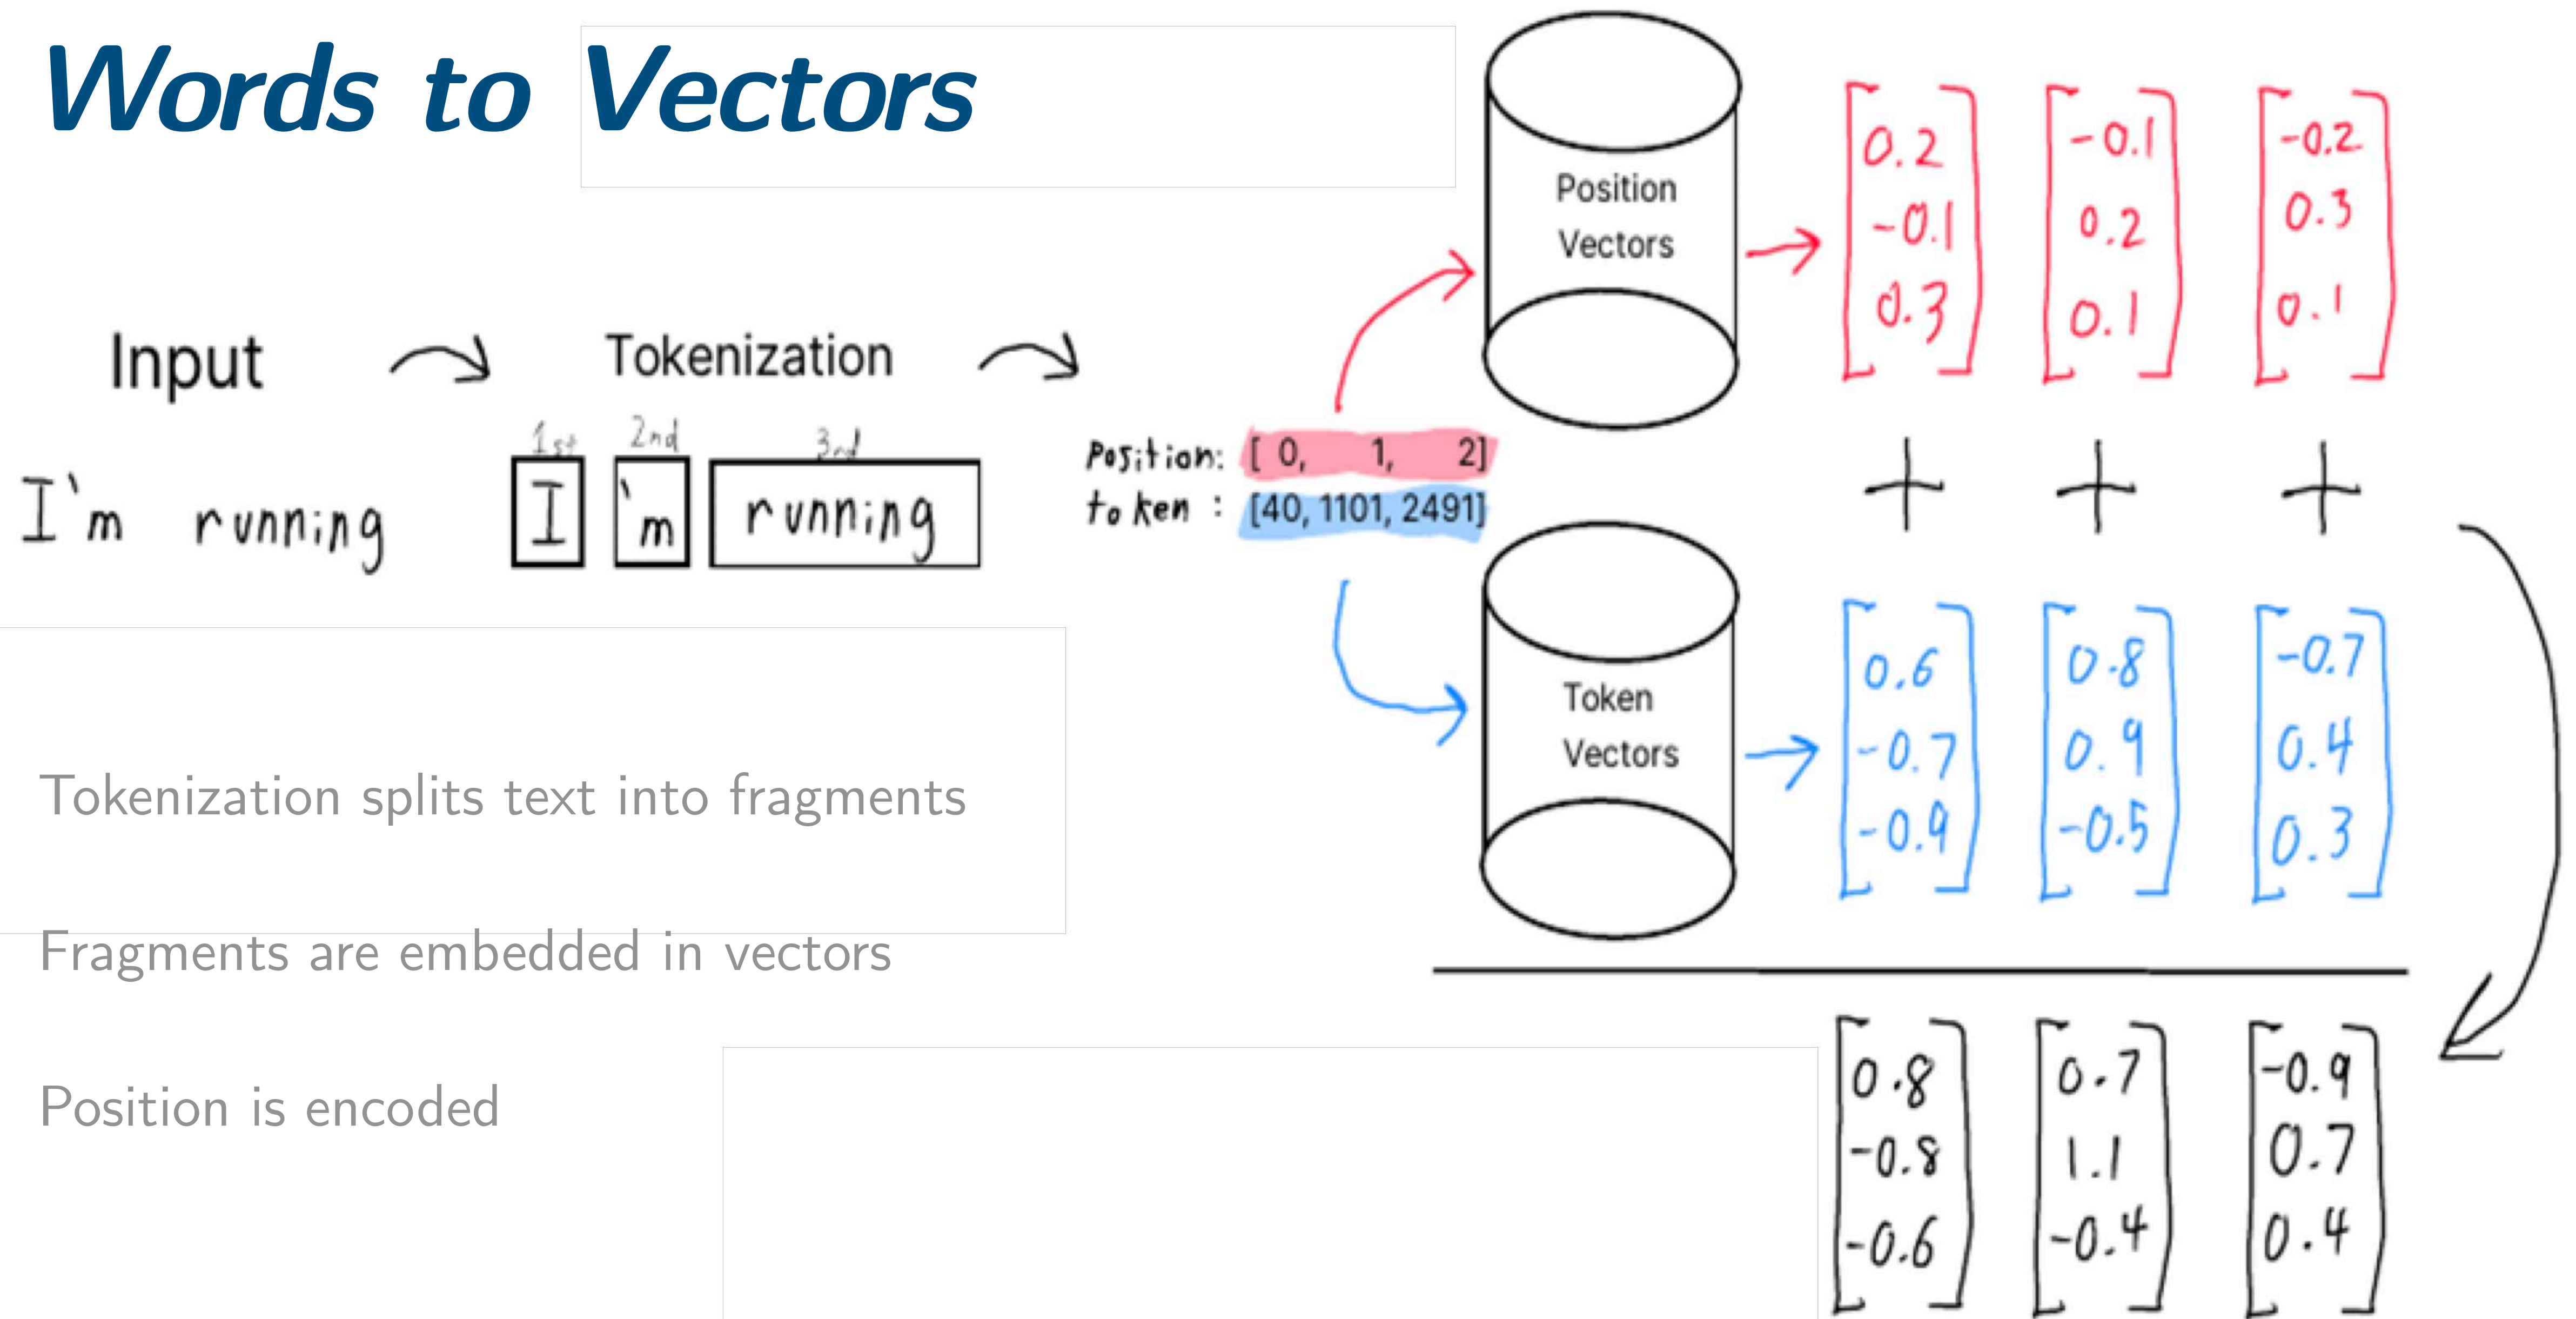 Words to Vectors
Input
Tokenization
I'm running
1st 2nd 3rd
I 'm running
Position: [ 0, 1, 2]
token : [40, 1101, 2491]
Position
Vectors
0.2 -0.1 -0.2
-0.1 0.2 0.3
0.3 0.1 0.1
+ + +
Token
Vectors
0.6 0.8 -0.7
-0.7 0.9 0.4
-0.9 -0.5 0.3
0.8 0.7 -0.9
-0.8 1.1 0.7
-0.6 -0.4 0.4
Tokenization splits text into fragments
Fragments are embedded in vectors
Position is encoded